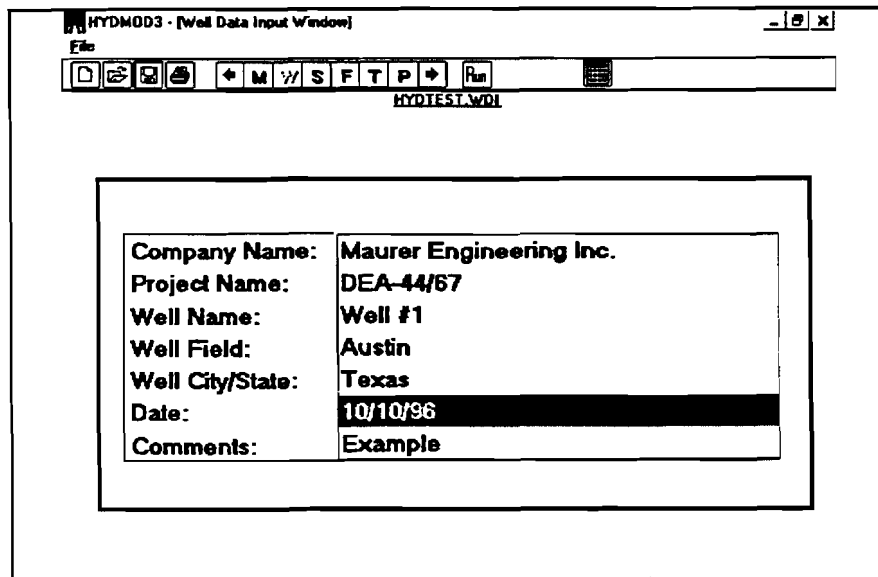 HYDMOD3 - [Well Data Input Window]
File
M W S F T P Run
HYDTEST.WDI
Company Name: Maurer Engineering Inc.
Project Name: DEA-44/67
Well Name: Well #1
Well Field: Austin
Well City/State: Texas
Date: 10/10/96
Comments: Example